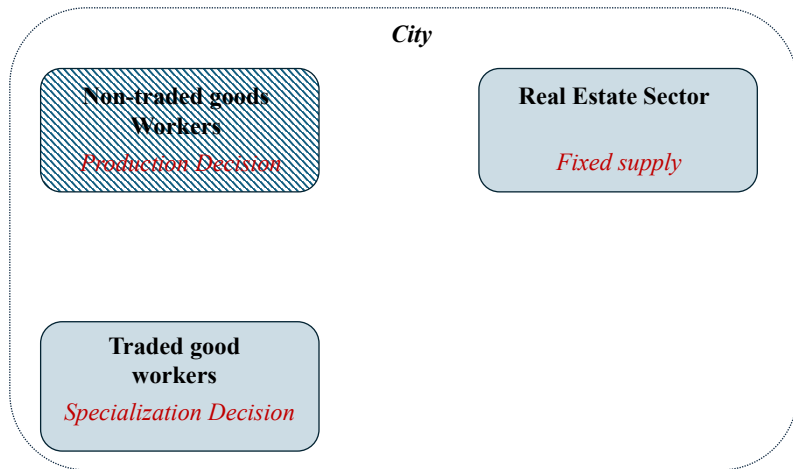 City
Non-traded goods
Workers
Production Decision
Real Estate Sector
Fixed supply
Traded good
workers
Specialization Decision